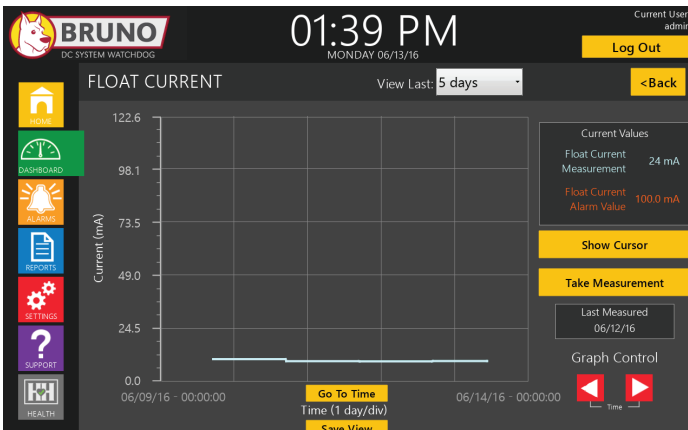 BRUNO
DC SYSTEM WATCHDOG
01:39 PM
MONDAY 06/13/16
Current User
admin
Log Out
FLOAT CURRENT
View Last: 5 days
<Back
HOME
DASHBOARD
ALARMS
REPORTS
SETTINGS
?
SUPPORT
HEALTH
122.6
98.1
73.5
49.0
24.5
0.0
Current (mA)
06/09/16 - 00:00:00
06/14/16 - 00:00:00
Go To Time
Time (1 day/div)
Save View
Current Values
Float Current
Measurement
24 mA
Float Current
Alarm Value
100.0 mA
Show Cursor
Take Measurement
Last Measured
06/12/16
Graph Control
Time